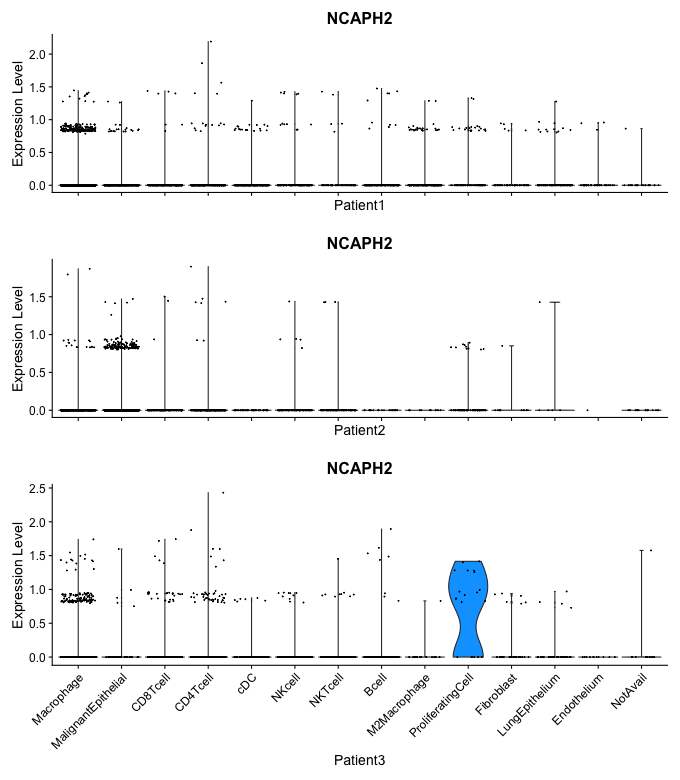 NCAPH2
Expression Level
2.0
1.5
1.0
0.5
0.0
Patient1
NCAPH2
Expression Level
1.5
1.0
0.5
0.0
Patient2
NCAPH2
Expression Level
2.5
2.0
1.5
1.0
0.5
0.0
Macrophage
MalignantEpithelial
CD8Tcell
CD4Tcell
cDC
NKcell
NKTcell
Bcell
M2Macrophage
ProliferatingCell
Fibroblast
LungEpithelium
Endothelium
NotAvail
Patient3